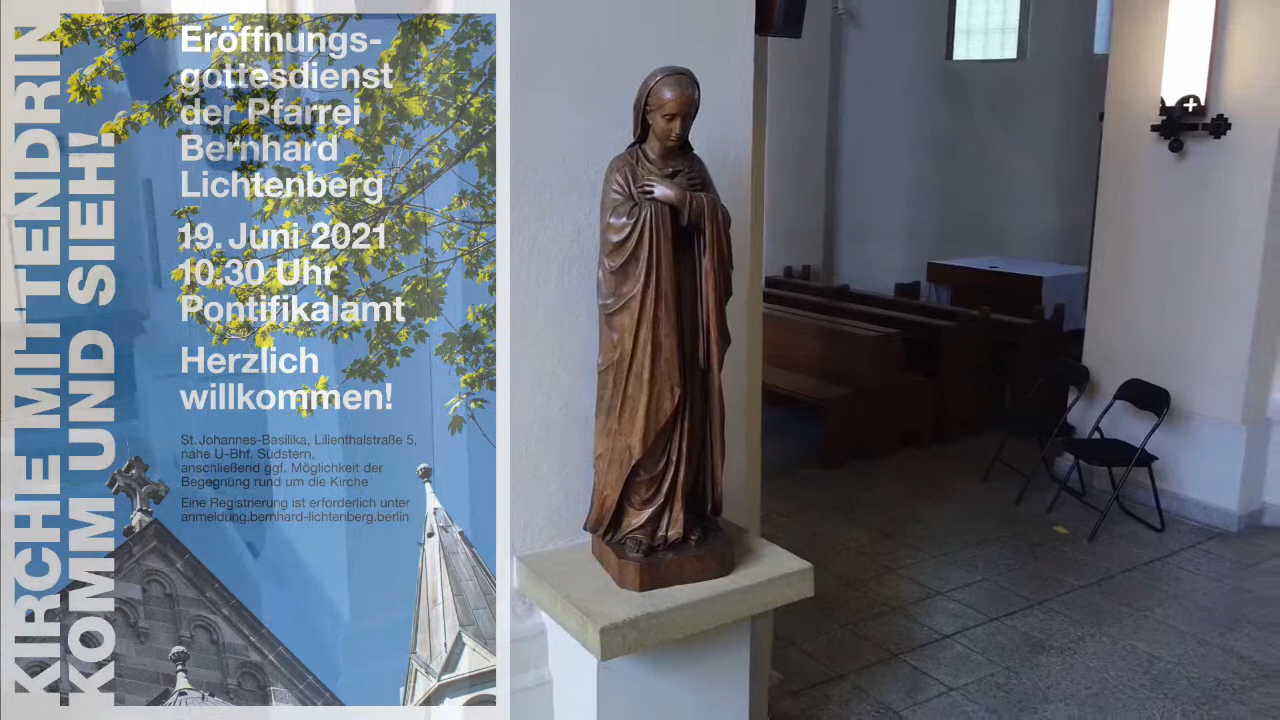 KIRCHE MITTENDRIN
KOMM UND SIEH!
Eröffnungs-
gottesdienst
der Pfarrei
Bernhard
Lichtenberg
19. Juni 2021
10.30 Uhr
Pontifikalamt
Herzlich
willkommen!
St. Johannes-Basilika, Lilienthalstraße 5,
nahe U-Bhf. Südstern,
anschließend ggf. Möglichkeit der
Begegnung rund um die Kirche
Eine Registrierung ist erforderlich unter
anmeldung.bernhard-lichtenberg.berlin